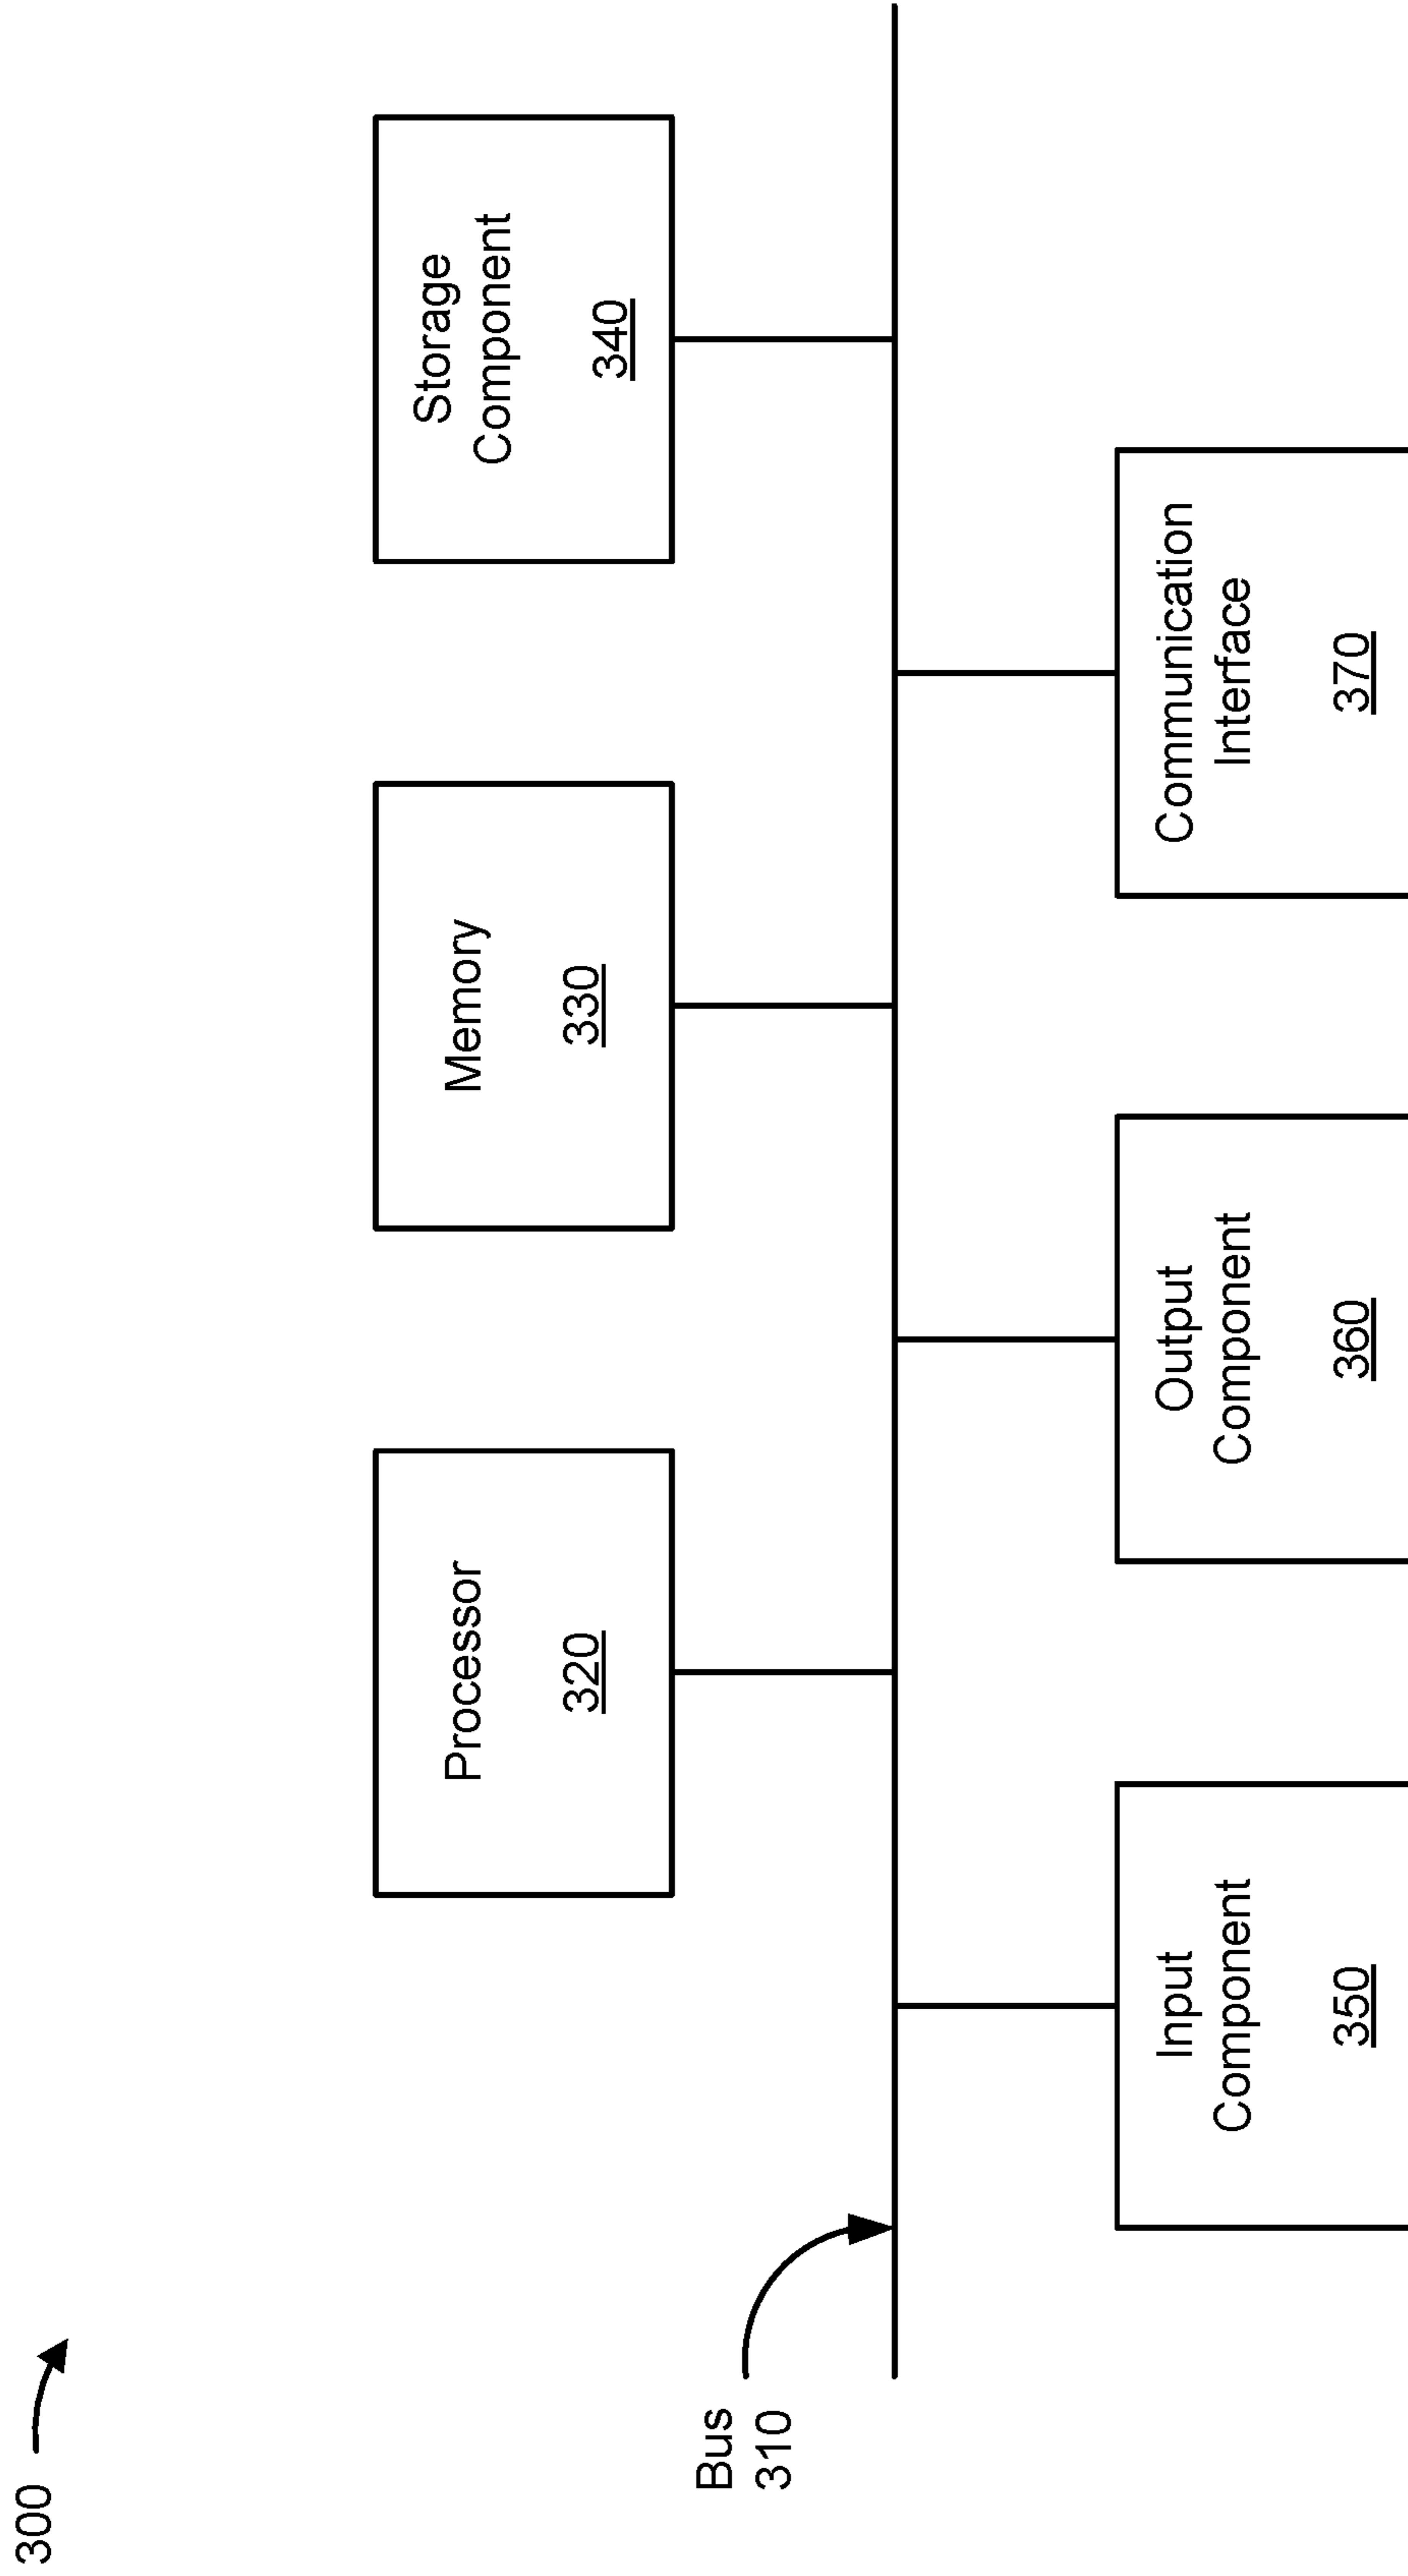 300
Processor
320
Memory
330
Storage
Component
340
Bus
310
Input
Component
350
Output
Component
360
Communication
Interface
370